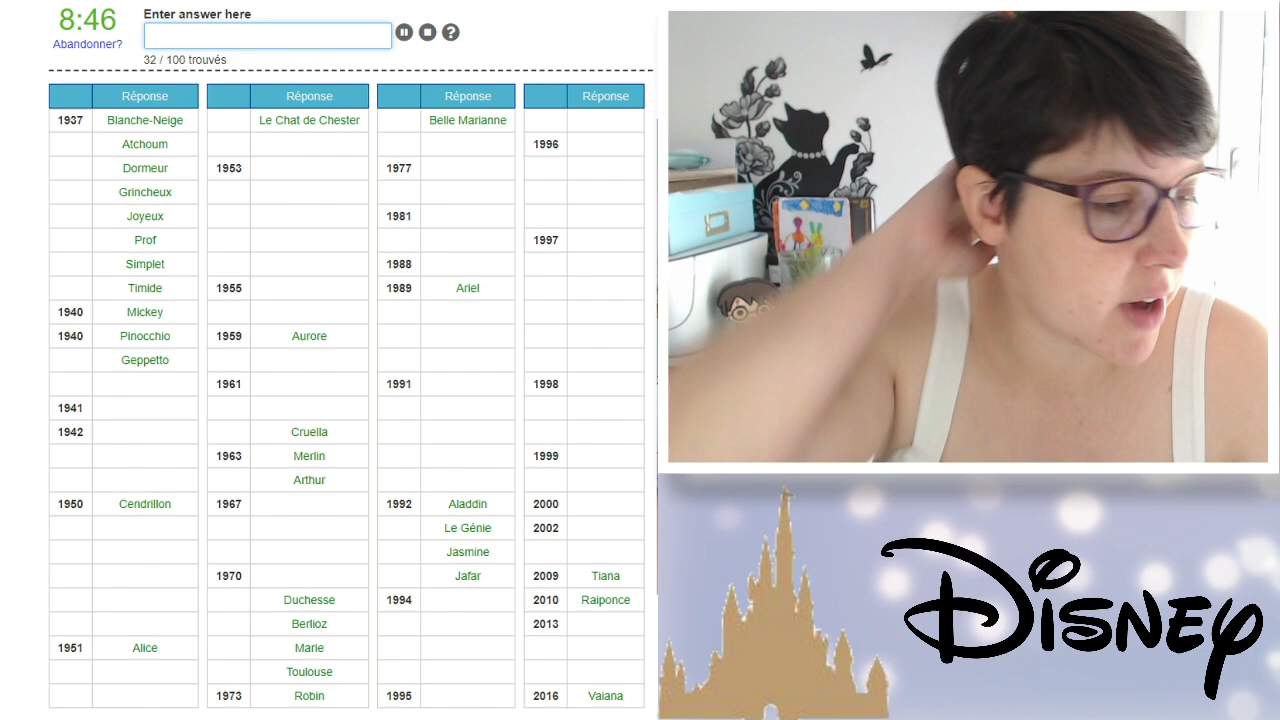 8:46
Abandonner?
Enter answer here
32 / 100 trouvés
Réponse Réponse Réponse Réponse
1937 Blanche-Neige Le Chat de Chester Belle Marianne
Atchoum 1996
Dormeur 1953 1977
Grincheux
Joyeux 1981
Prof 1997
Simplet 1988
Timide 1955 1989 Ariel
1940 Mickey
1940 Pinocchio 1959 Aurore
Geppetto
1961 1991 1998
1941
1942 Cruella
1963 Merlin 1999
Arthur
1950 Cendrillon 1967 1992 Aladdin 2000
Le Génie 2002
Jasmine
1970 Jafar 2009 Tiana
Duchesse 1994 2010 Raiponce
Berlioz 2013
1951 Alice Marie
Toulouse
1973 Robin 1995 2016 Vaiana
Disney